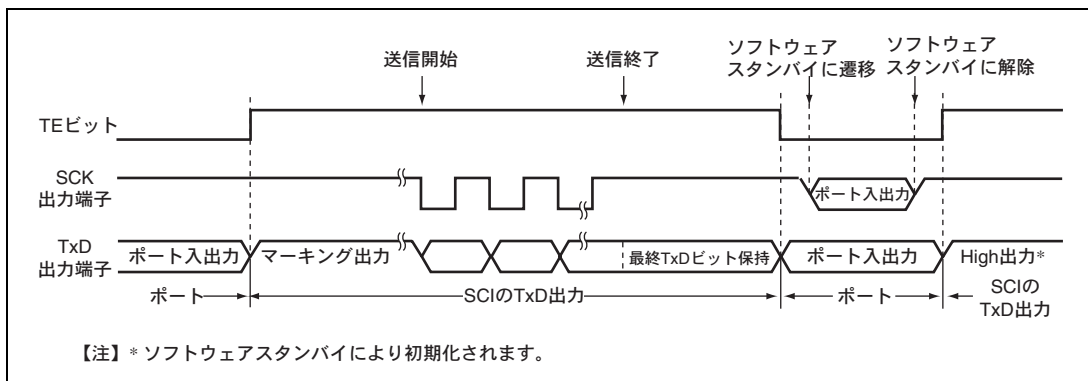 送信開始
送信終了
ソフトウェア
スタンバイに遷移
ソフトウェア
スタンバイに解除
TEビット
SCK
出力端子
ポート入出力
TxD
出力端子
ポート入出力
マーキング出力
最終TxDビット保持
ポート入出力
High出力*
ポート
SCIのTxD出力
ポート
SCIの
TxD出力
【注】* ソフトウェアスタンバイにより初期化されます。